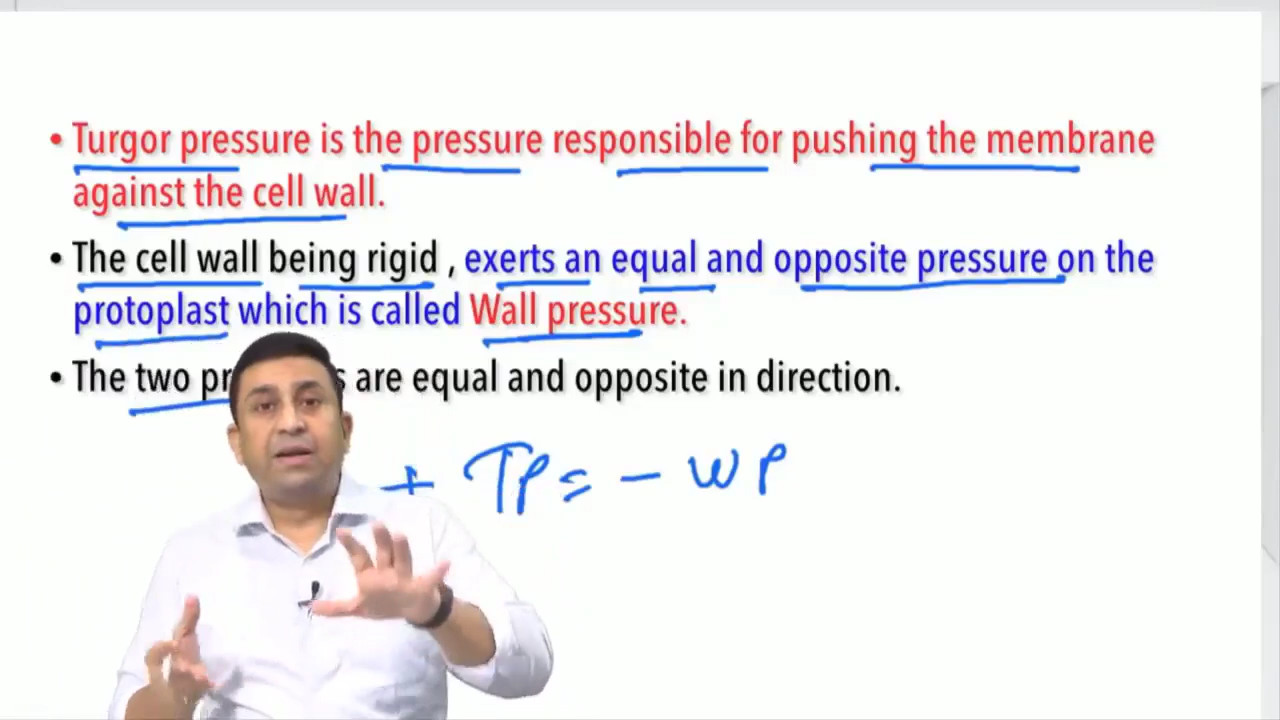 • Turgor pressure is the pressure responsible for pushing the membrane
against the cell wall.
• The cell wall being rigid , exerts an equal and opposite pressure on the
protoplast which is called Wall pressure.
• The two are equal and opposite in direction.
+ TP = - WP